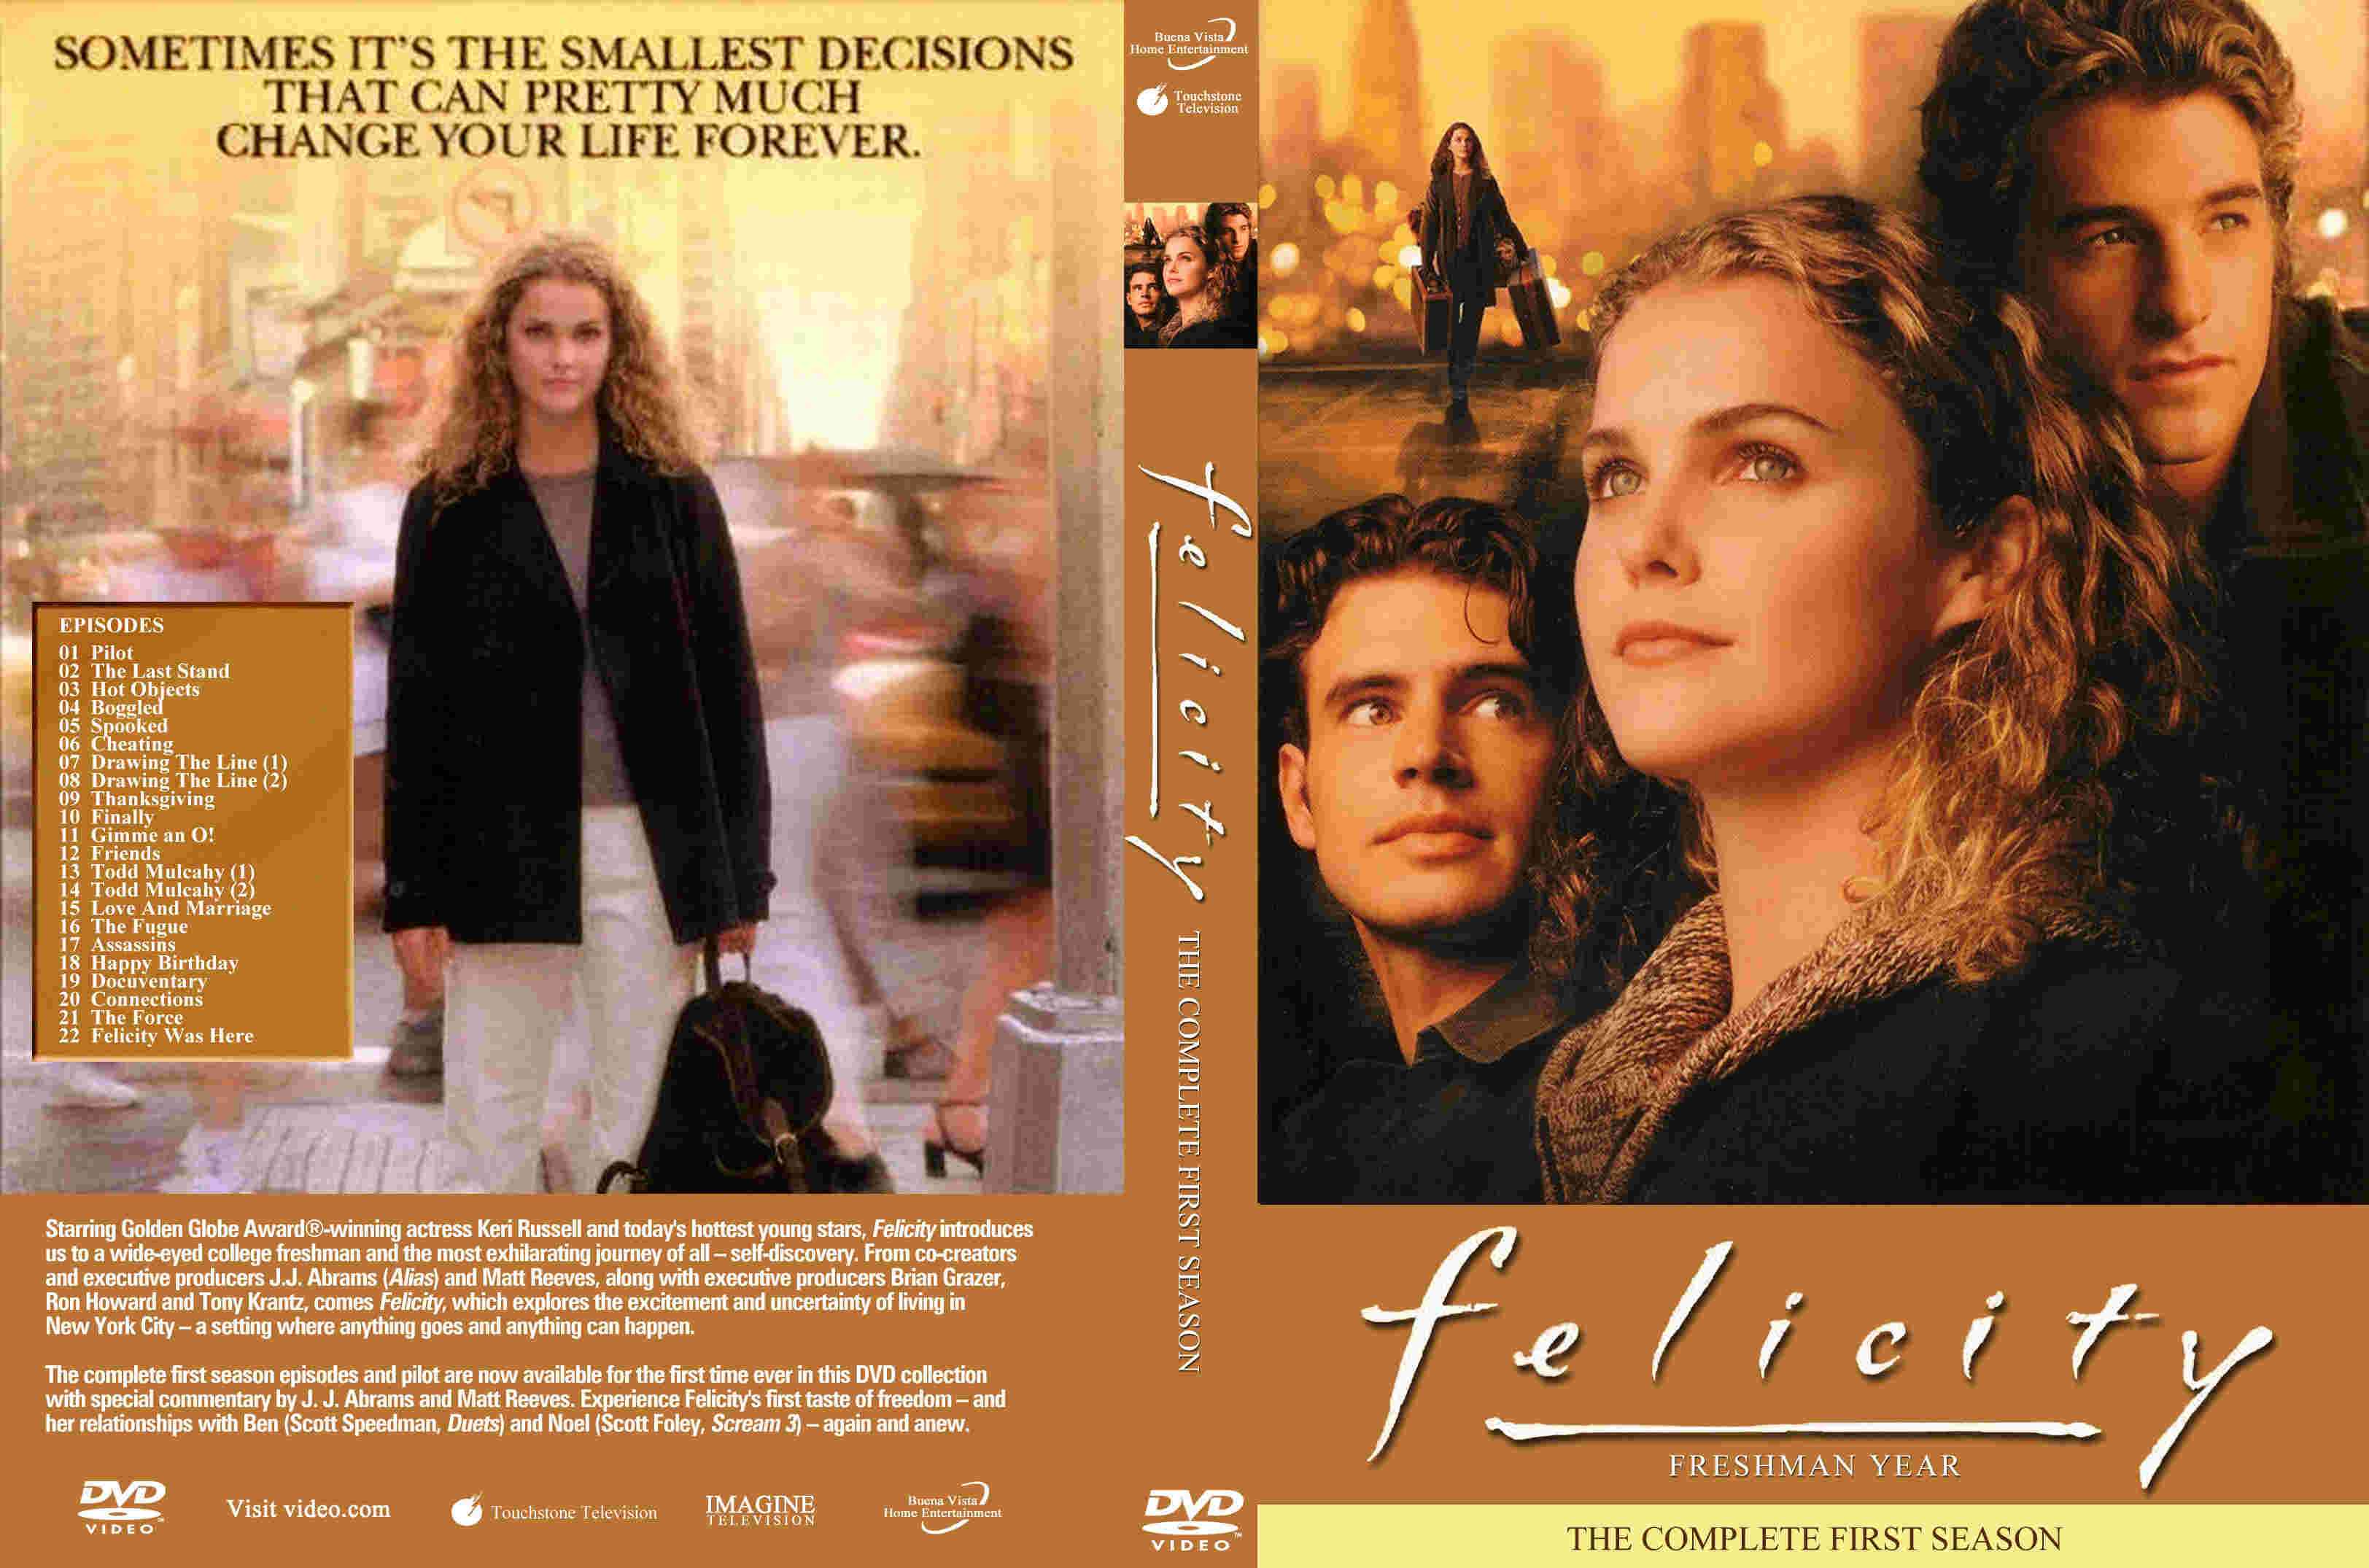 SOMETIMES IT'S THE SMALLEST DECISIONS
THAT CAN PRETTY MUCH
CHANGE YOUR LIFE FOREVER.
EPISODES
01 Pilot
02 The Last Stand
03 Hot Objects
04 Boggled
05 Spooked
06 Cheating
07 Drawing The Line (1)
08 Drawing The Line (2)
09 Thanksgiving
10 Finally
11 Gimme an O!
12 Friends
13 Todd Mulcahy (1)
14 Todd Mulcahy (2)
15 Love And Marriage
16 The Fugue
17 Assassins
18 Happy Birthday
19 Docuventary
20 Connections
21 The Force
22 Felicity Was Here
Starring Golden Globe Award®-winning actress Keri Russell and today's hottest young stars, Felicity introduces
us to a wide-eyed college freshman and the most exhilarating journey of all – self-discovery. From co-creators
and executive producers J.J. Abrams (Alias) and Matt Reeves, along with executive producers Brian Grazer,
Ron Howard and Tony Krantz, comes Felicity, which explores the excitement and uncertainty of living in
New York City – a setting where anything goes and anything can happen.
The complete first season episodes and pilot are now available for the first time ever in this DVD collection
with special commentary by J. J. Abrams and Matt Reeves. Experience Felicity's first taste of freedom – and
her relationships with Ben (Scott Speedman, Duets) and Noel (Scott Foley, Scream 3) – again and anew.
DVD
VIDEO™
Visit video.com
Touchstone Television
IMAGINE
TELEVISION
Buena Vista
Home Entertainment
Buena Vista
Home Entertainment
Touchstone
Television
felicity THE COMPLETE FIRST SEASON
DVD
VIDEO™
felicity
FRESHMAN YEAR
THE COMPLETE FIRST SEASON